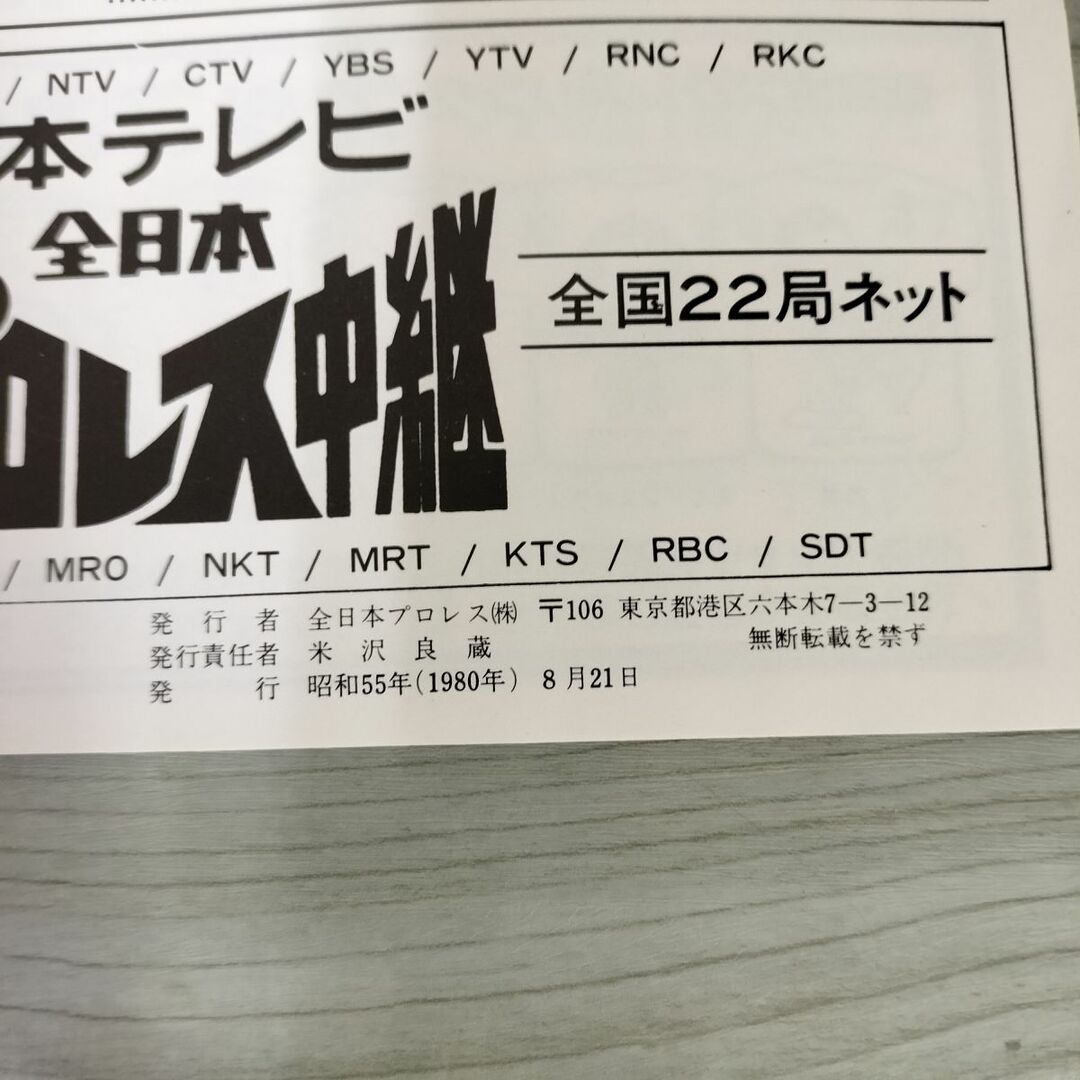 / NTV / CTV / YBS / YTV / RNC / RKC
本テレビ
全日本
プロレス中継
全国22局ネット
/ MRO / NKT / MRT / KTS / RBC / SDT
発行者 全日本プロレス㈱ 〒106 東京都港区六本木7−3−12
発行責任者 米沢良蔵 無断転載を禁ず
発行 昭和55年(1980年) 8月21日